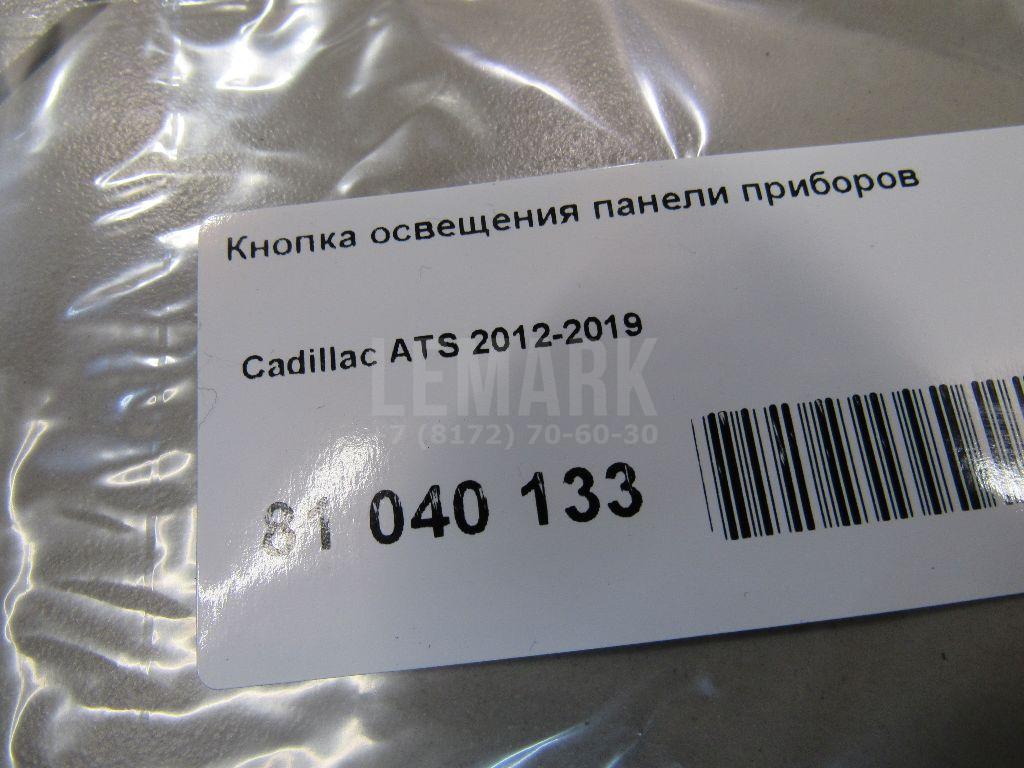 Кнопка освещения панели приборов
Cadillac ATS 2012-2019
LEMARK
+7 (8172) 70-60-30
81 040 133